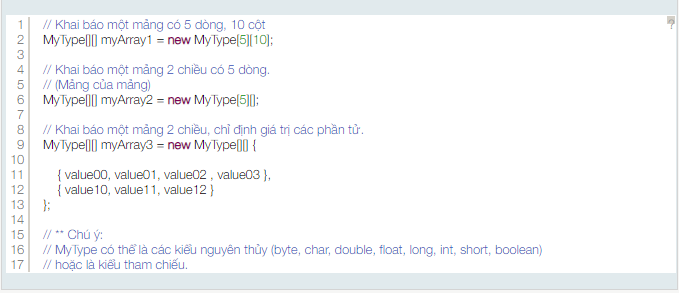 1 // Khai báo một mảng có 5 dòng, 10 cột
2 MyType[][] myArray1 = new MyType[5][10];
3
4 // Khai báo một mảng 2 chiều có 5 dòng.
5 // (Mảng của mảng)
6 MyType[][] myArray2 = new MyType[5][];
7
8 // Khai báo một mảng 2 chiều, chỉ định giá trị các phần tử.
9 MyType[][] myArray3 = new MyType[][] {
10
11 { value00, value01, value02 , value03 },
12 { value10, value11, value12 }
13 };
14
15 // ** Chú ý:
16 // MyType có thể là các kiểu nguyên thủy (byte, char, double, float, long, int, short, boolean)
17 // hoặc là kiểu tham chiếu.
?